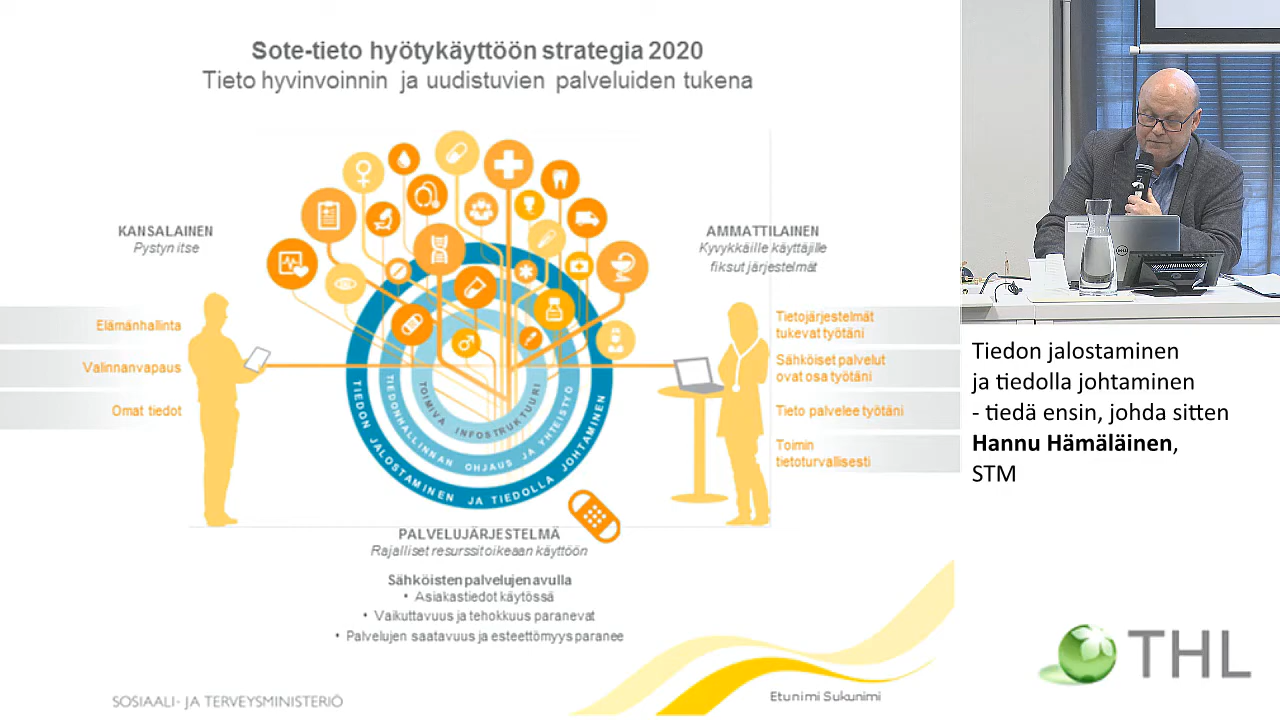 Sote-tieto hyötykäyttöön strategia 2020
Tieto hyvinvoinnin ja uudistuvien palveluiden tukena
KANSALAINEN
Pystyn itse
AMMATTILAINEN
Kyvykkäille käyttäjille
fiksut järjestelmät
Elämänhallinta
Valinnanvapaus
Omat tiedot
Tietojärjestelmät
tukevat työtäni
Sähköiset palvelut
ovat osa työtäni
Tieto palvelee työtäni
Toimin
tietoturvallisesti
TOIMIVA INFOSTRUKTUURI
TIEDONHALLINNAN OHJAUS JA YHTEISTYÖ
TIEDON JALOSTAMINEN JA TIEDOLLA JOHTAMINEN
PALVELUJÄRJESTELMÄ
Rajalliset resurssit oikeaan käyttöön
Sähköisten palvelujen avulla
• Asiakastiedot käytössä
• Vaikuttavuus ja tehokkuus paranevat
• Palvelujen saatavuus ja esteettömyys paranee
SOSIAALI- JA TERVEYSMINISTERIÖ
Etunimi Sukunimi
Tiedon jalostaminen
ja tiedolla johtaminen
- tiedä ensin, johda sitten
Hannu Hämäläinen,
STM
THL
DELL